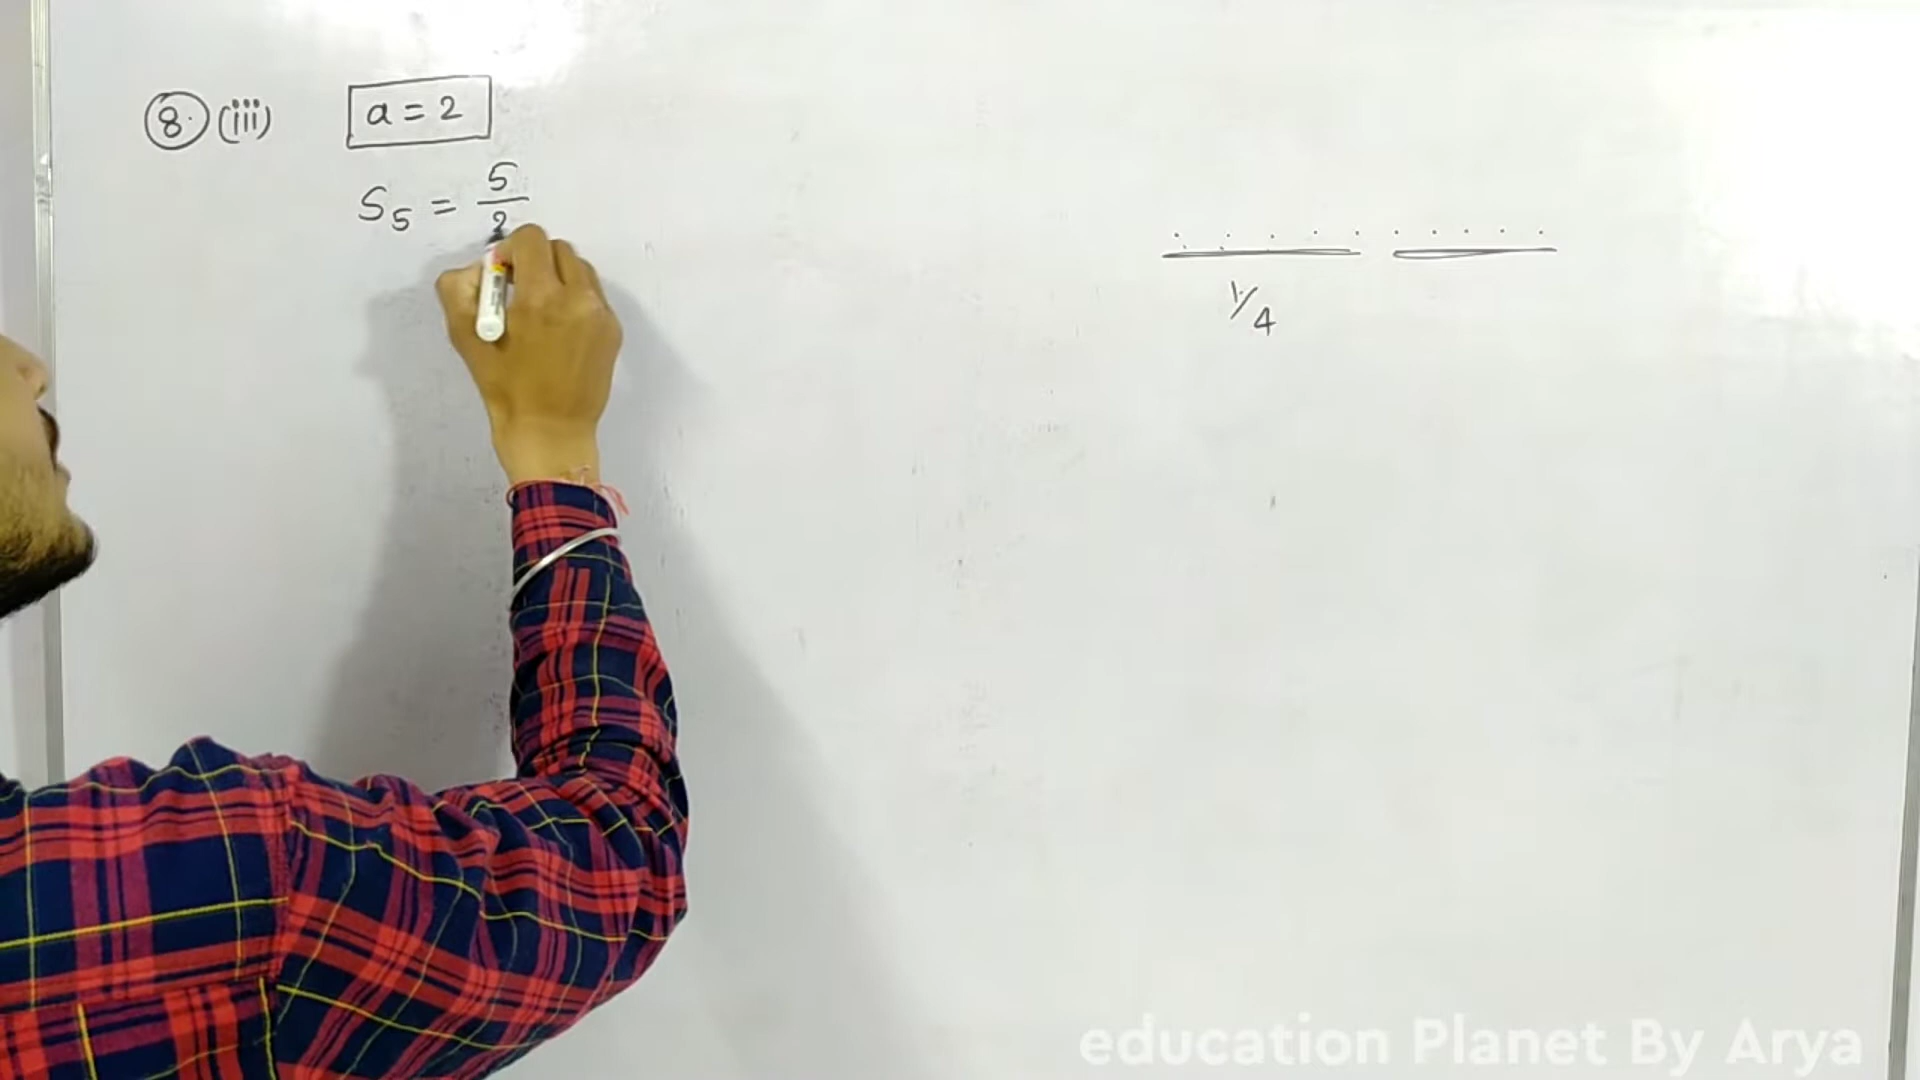 8. (iii) a = 2
S5 = 5/2
. . . . . . . . . .
1/4
education Planet By Arya